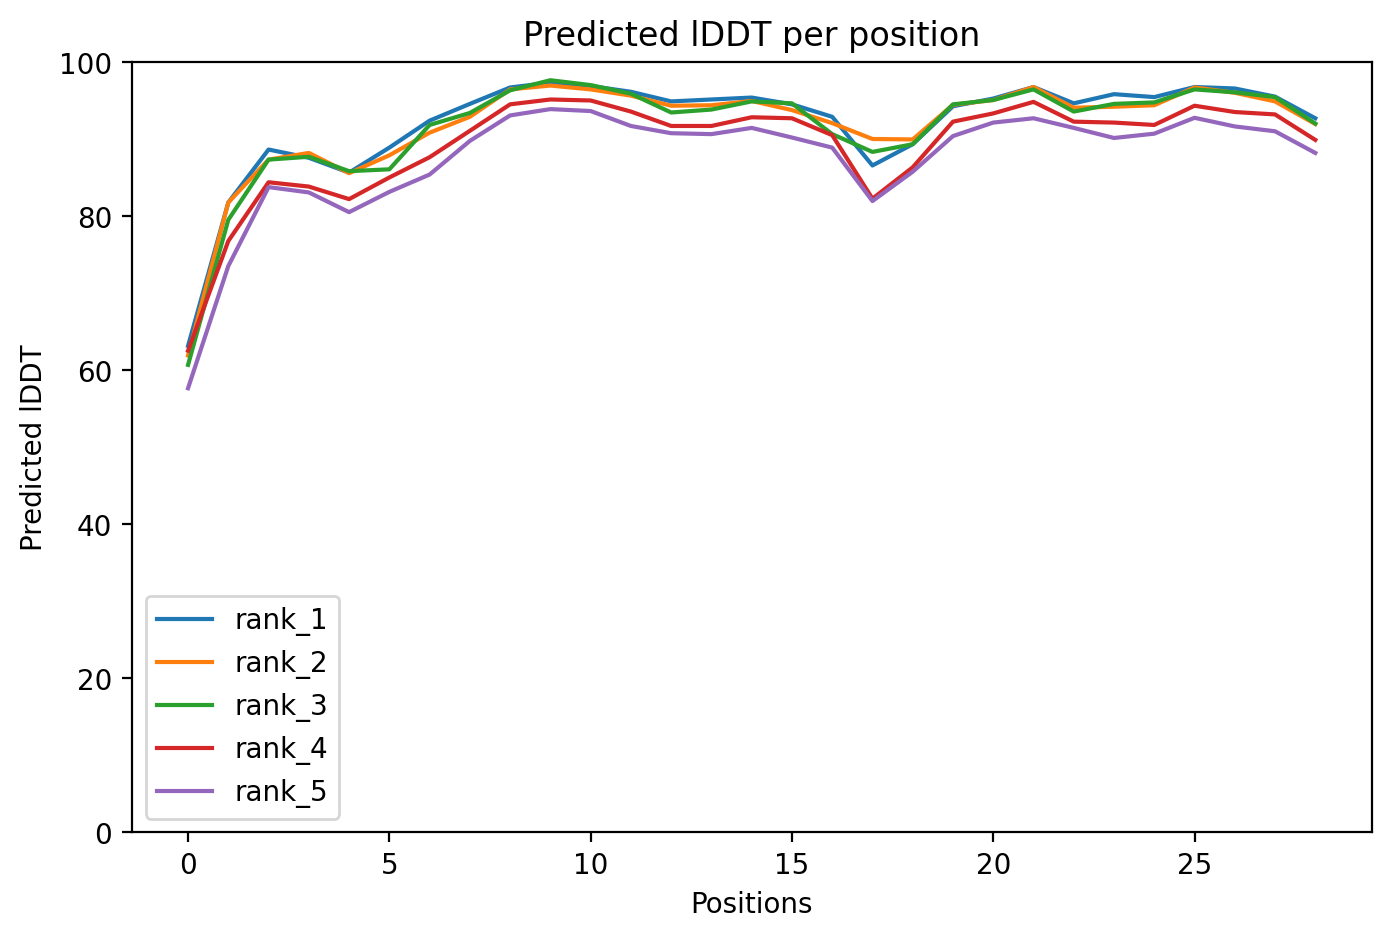 Predicted lDDT per position
100
80
60
40
20
0
Predicted lDDT
rank_1
rank_2
rank_3
rank_4
rank_5
0 5 10 15 20 25
Positions